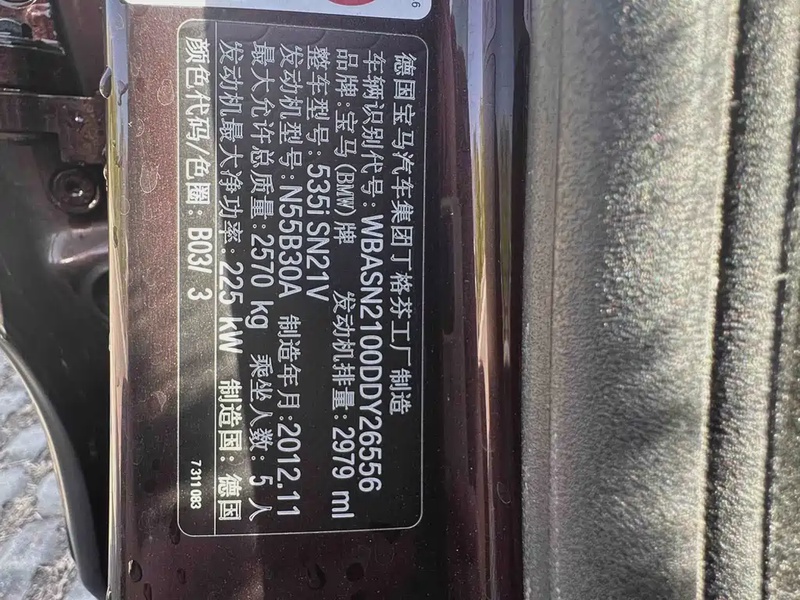 德国宝马汽车集团丁格芬工厂制造
车辆识别代号:WBASN2100DDY26556
品牌:宝马(BMW)牌 发动机排量:2979 ml
整车型号:535i SN21V
发动机型号:N55B30A 制造年月:2012.11
最大允许总质量:2570 kg 乘坐人数: 5 人
发动机最大净功率:225 kW 制造国:德国
颜色代码/色圈: B03/ 3
7 311 083
6